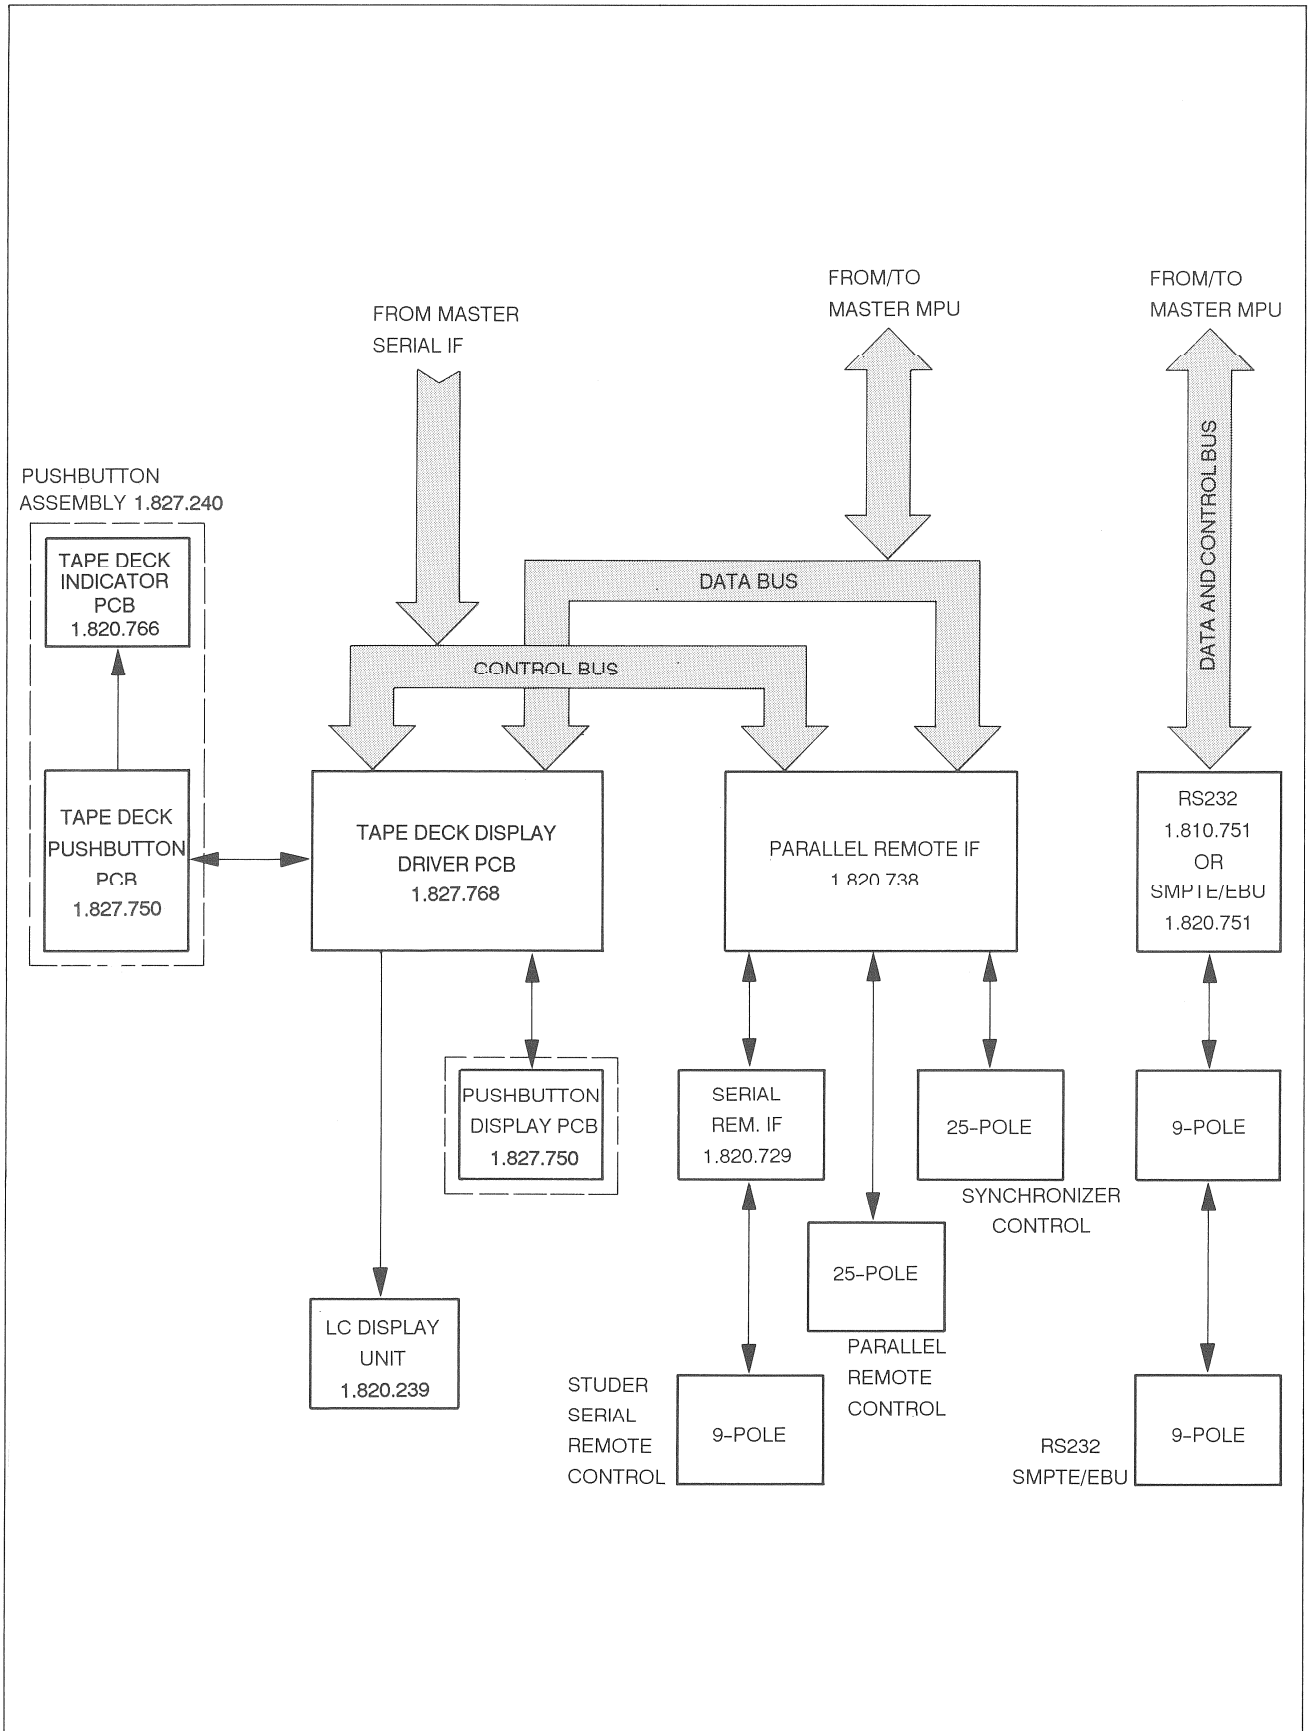 FROM MASTER
SERIAL IF
FROM/TO
MASTER MPU
FROM/TO
MASTER MPU
DATA AND CONTROL BUS
PUSHBUTTON
ASSEMBLY 1.827.240
TAPE DECK
INDICATOR
PCB
1.820.766
DATA BUS
CONTROL BUS
TAPE DECK
PUSHBUTTON
PCB
1.827.750
TAPE DECK DISPLAY
DRIVER PCB
1.827.768
PARALLEL REMOTE IF
1.820.738
RS232
1.810.751
OR
SMPTE/EBU
1.820.751
PUSHBUTTON
DISPLAY PCB
1.827.750
SERIAL
REM. IF
1.820.729
25-POLE
SYNCHRONIZER
CONTROL
9-POLE
25-POLE
PARALLEL
REMOTE
CONTROL
LC DISPLAY
UNIT
1.820.239
STUDER
SERIAL
REMOTE
CONTROL
9-POLE
RS232
SMPTE/EBU
9-POLE